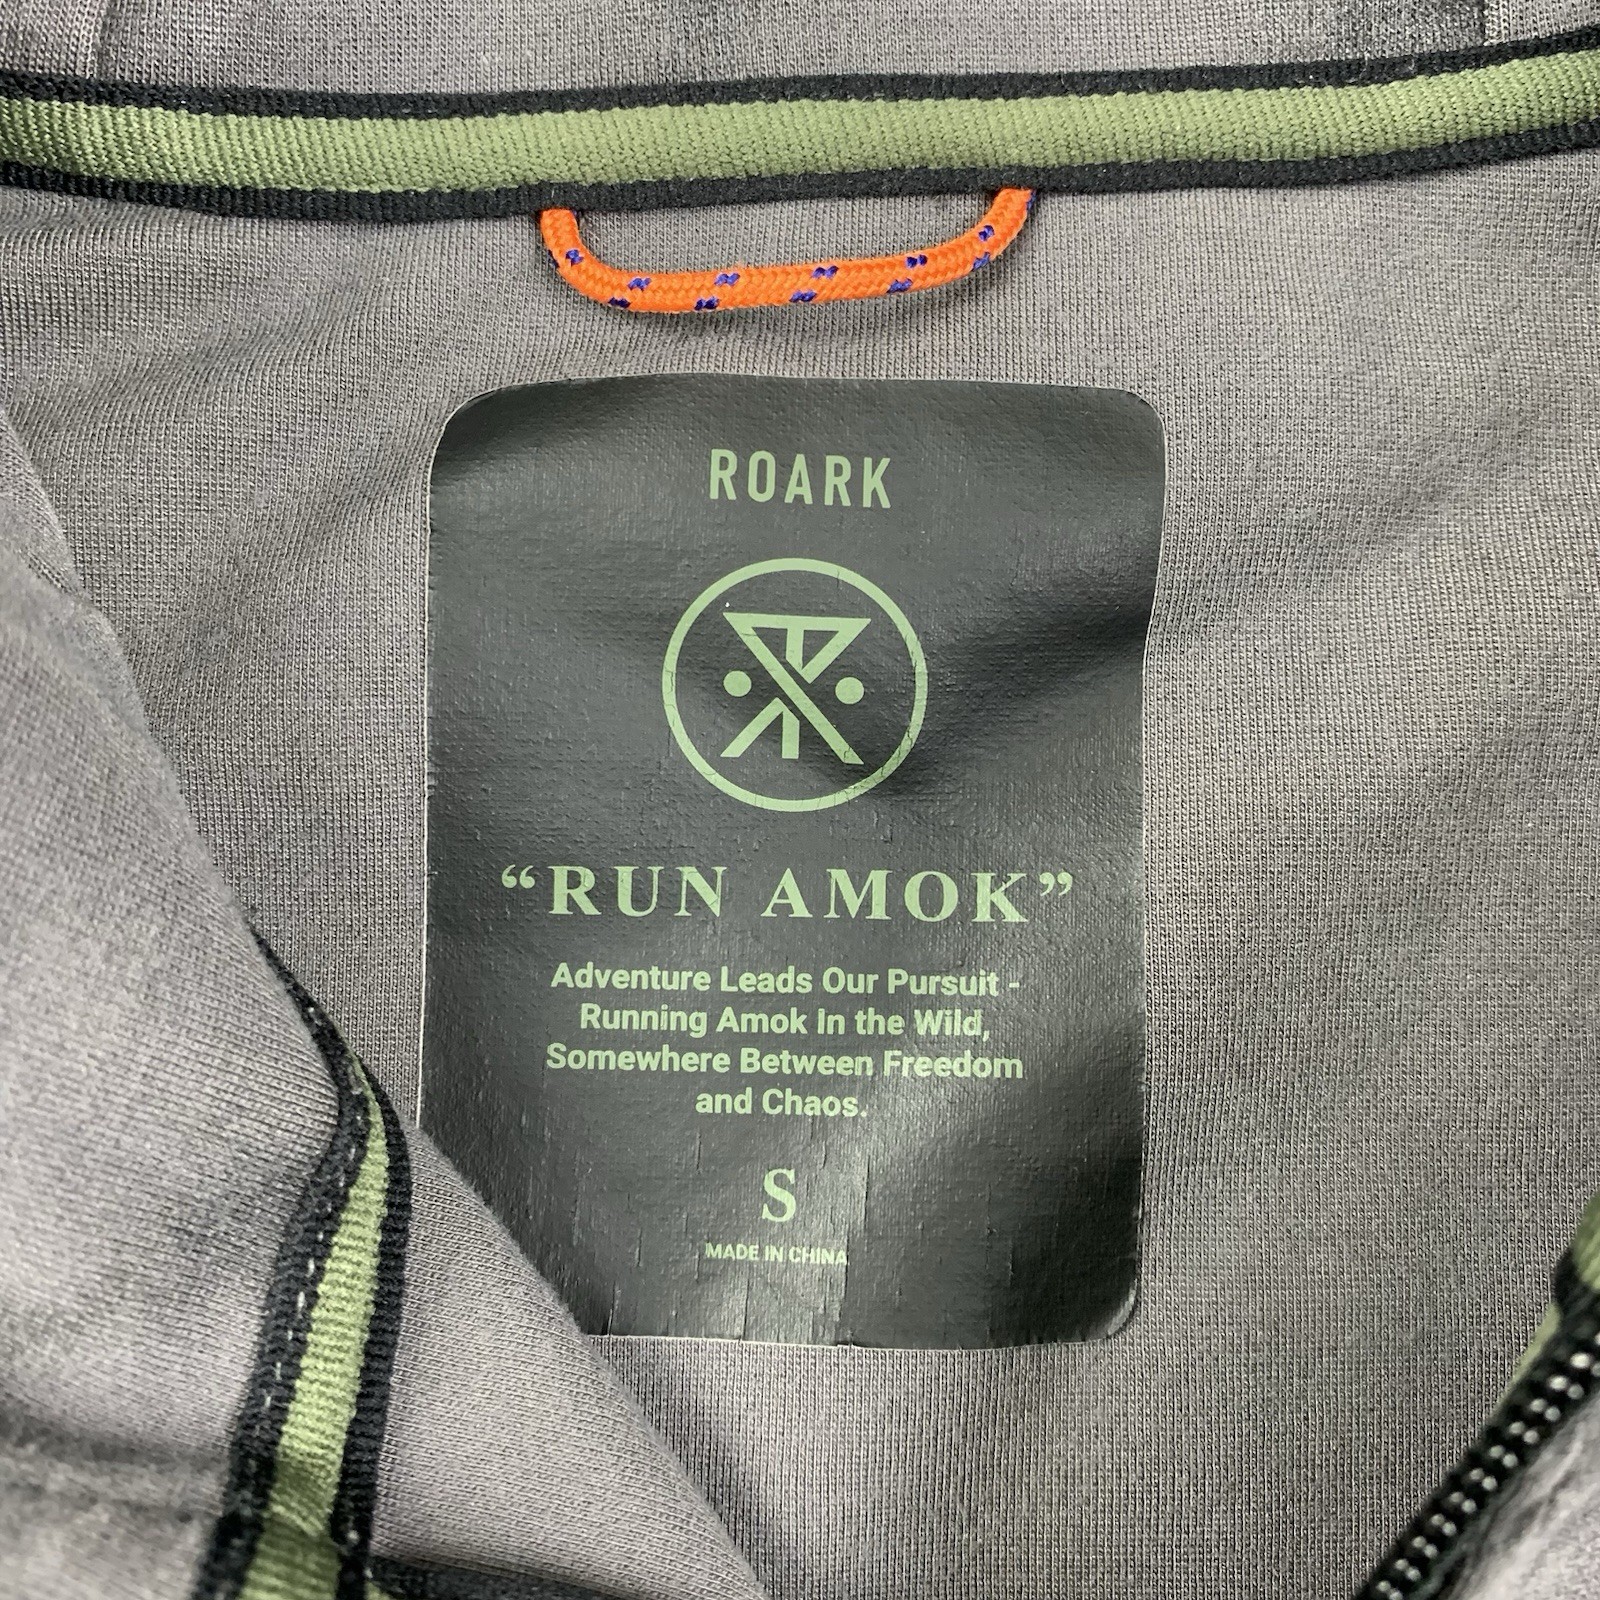 ROARK
“RUN AMOK”
Adventure Leads Our Pursuit -
Running Amok In the Wild,
Somewhere Between Freedom
and Chaos.
S
MADE IN CHINA